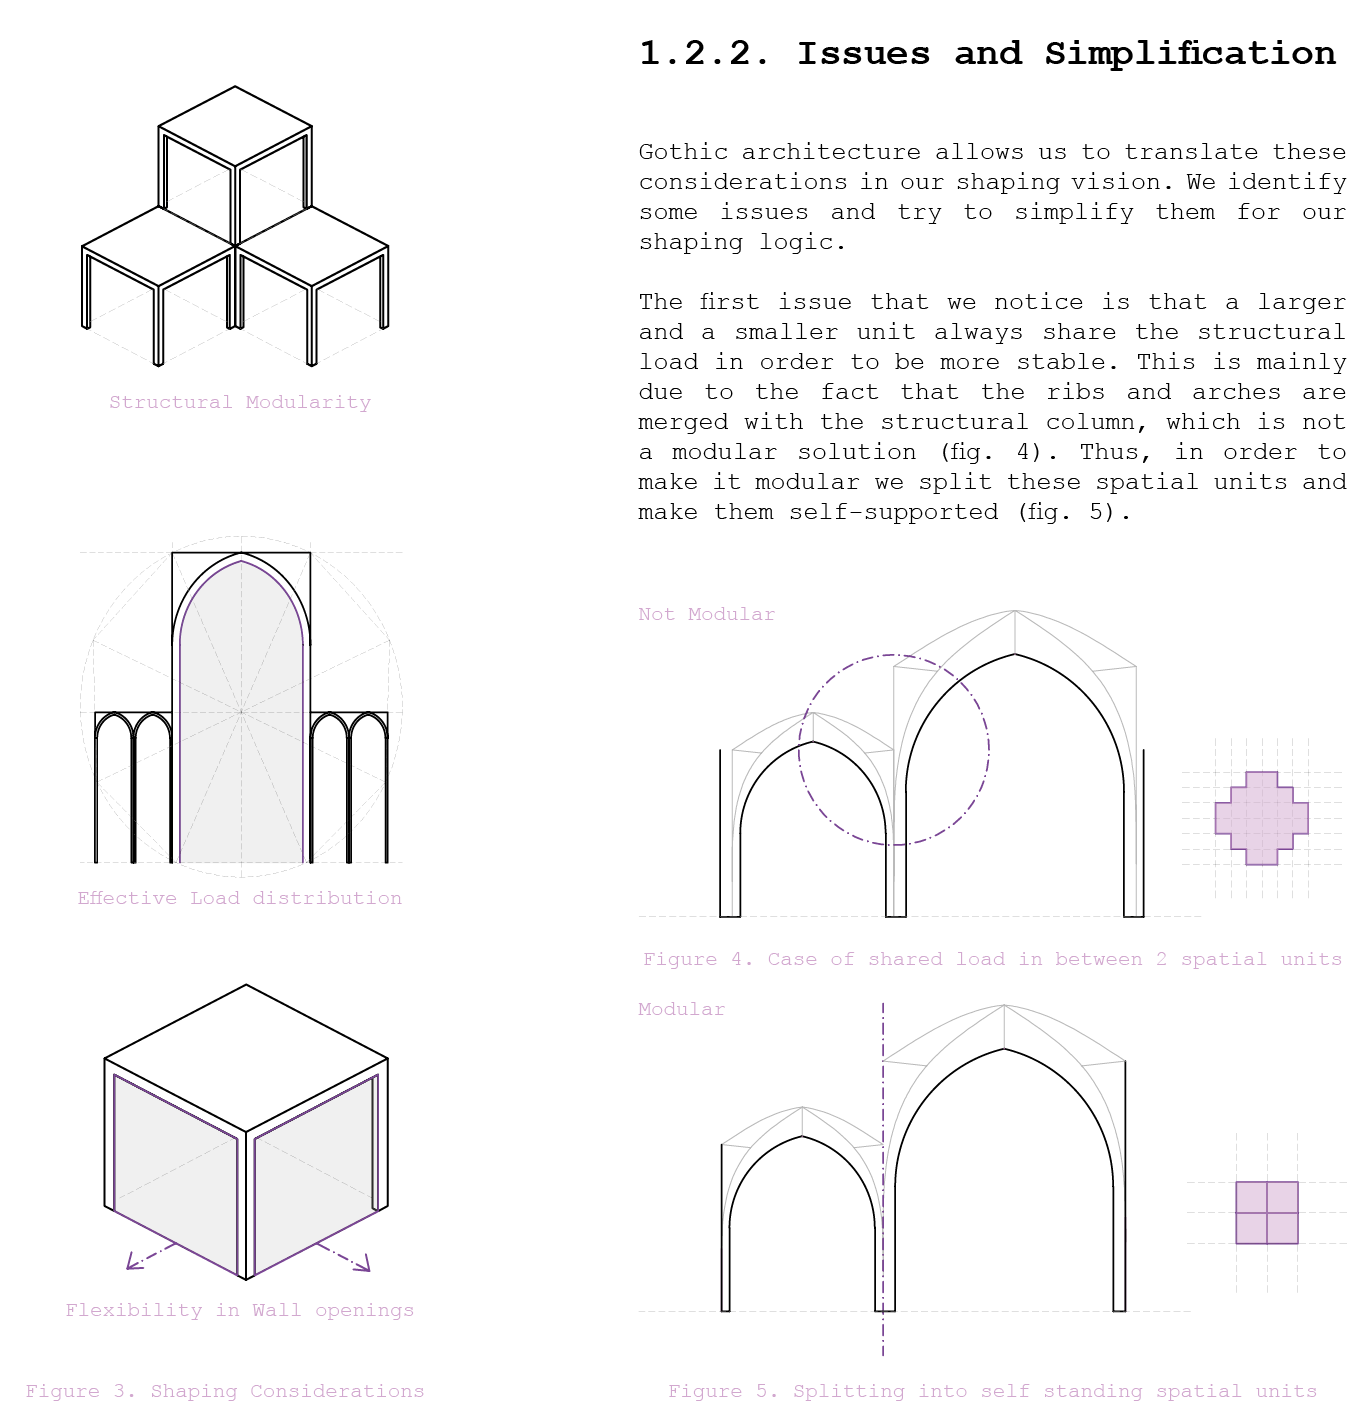 Structural Modularity
Effective Load distribution
Flexibility in Wall openings
Figure 3. Shaping Considerations
1.2.2. Issues and Simplification
Gothic architecture allows us to translate these
considerations in our shaping vision. We identify
some issues and try to simplify them for our
shaping logic.
The first issue that we notice is that a larger
and a smaller unit always share the structural
load in order to be more stable. This is mainly
due to the fact that the ribs and arches are
merged with the structural column, which is not
a modular solution (fig. 4). Thus, in order to
make it modular we split these spatial units and
make them self-supported (fig. 5).
Not Modular
Figure 4. Case of shared load in between 2 spatial units
Modular
Figure 5. Splitting into self standing spatial units